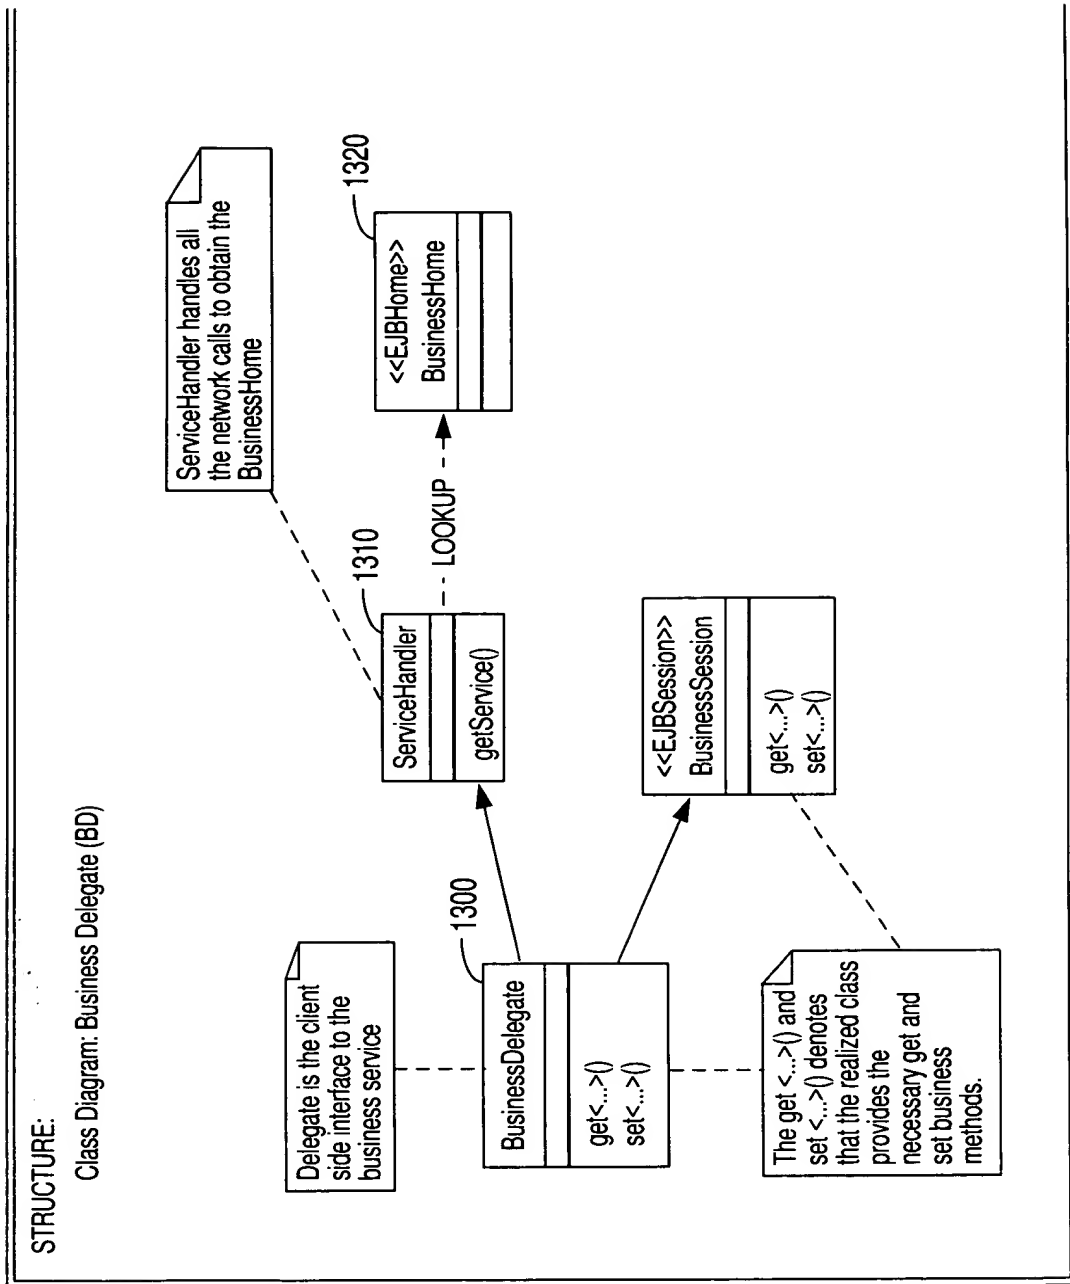 STRUCTURE:
Class Diagram: Business Delegate (BD)
Delegate is the client
side interface to the
business service
1300
BusinessDelegate
get<...>()
set<...>()
The get <...>() and
set <...>() denotes
that the realized class
provides the
necessary get and
set business
methods.
ServiceHandler handles all
the network calls to obtain the
BusinessHome
1310
ServiceHandler
getService()
LOOKUP
1320
<<EJBHome>>
BusinessHome
<<EJBSession>>
BusinessSession
get<...>()
set<...>()